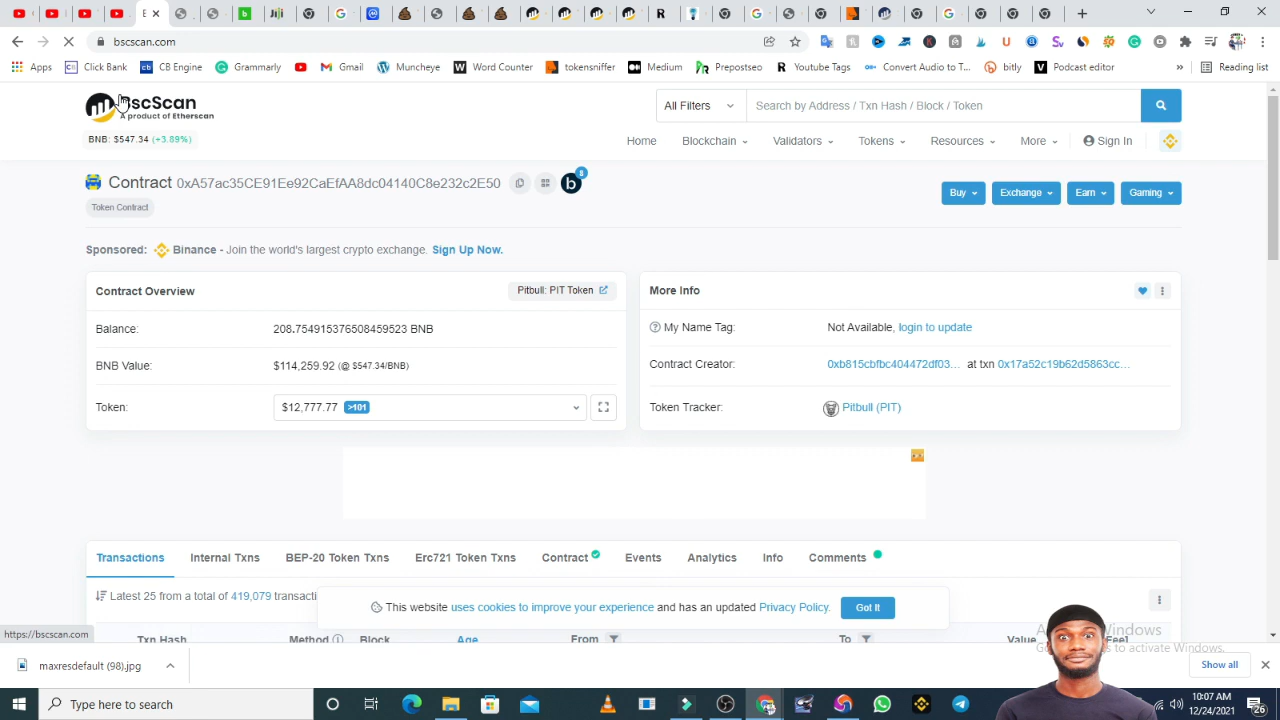 E
bscscan.com
Apps
Click Bank
CB Engine
Grammarly
Gmail
Muncheye
Word Counter
tokensniffer
Medium
Prepostseo
Youtube Tags
Convert Audio to T...
bitly
Podcast editor
»
Reading list
BscScan
A product of Etherscan
BNB: $547.34 (+3.89%)
All Filters
Search by Address / Txn Hash / Block / Token
Home
Blockchain
Validators
Tokens
Resources
More
Sign In
Contract 0xA57ac35CE91Ee92CaEfAA8dc04140C8e232c2E50
8
Token Contract
Buy
Exchange
Earn
Gaming
Sponsored: Binance - Join the world's largest crypto exchange. Sign Up Now.
Contract Overview
Pitbull: PIT Token
Balance: 208.754915376508459523 BNB
BNB Value: $114,259.92 (@ $547.34/BNB)
Token: $12,777.77 >101
More Info
My Name Tag: Not Available, login to update
Contract Creator: 0xb815cbfbc404472df03... at txn 0x17a52c19b62d5863cc...
Token Tracker: Pitbull (PIT)
Transactions
Internal Txns
BEP-20 Token Txns
Erc721 Token Txns
Contract
Events
Analytics
Info
Comments
Latest 25 from a total of 419,079 transacti
This website uses cookies to improve your experience and has an updated Privacy Policy.
Got It
https://bscscan.com
Txn Hash
Method
Block
Age
From
To
Value
maxresdefault (98).jpg
Show all
Type here to search
10:07 AM
12/24/2021